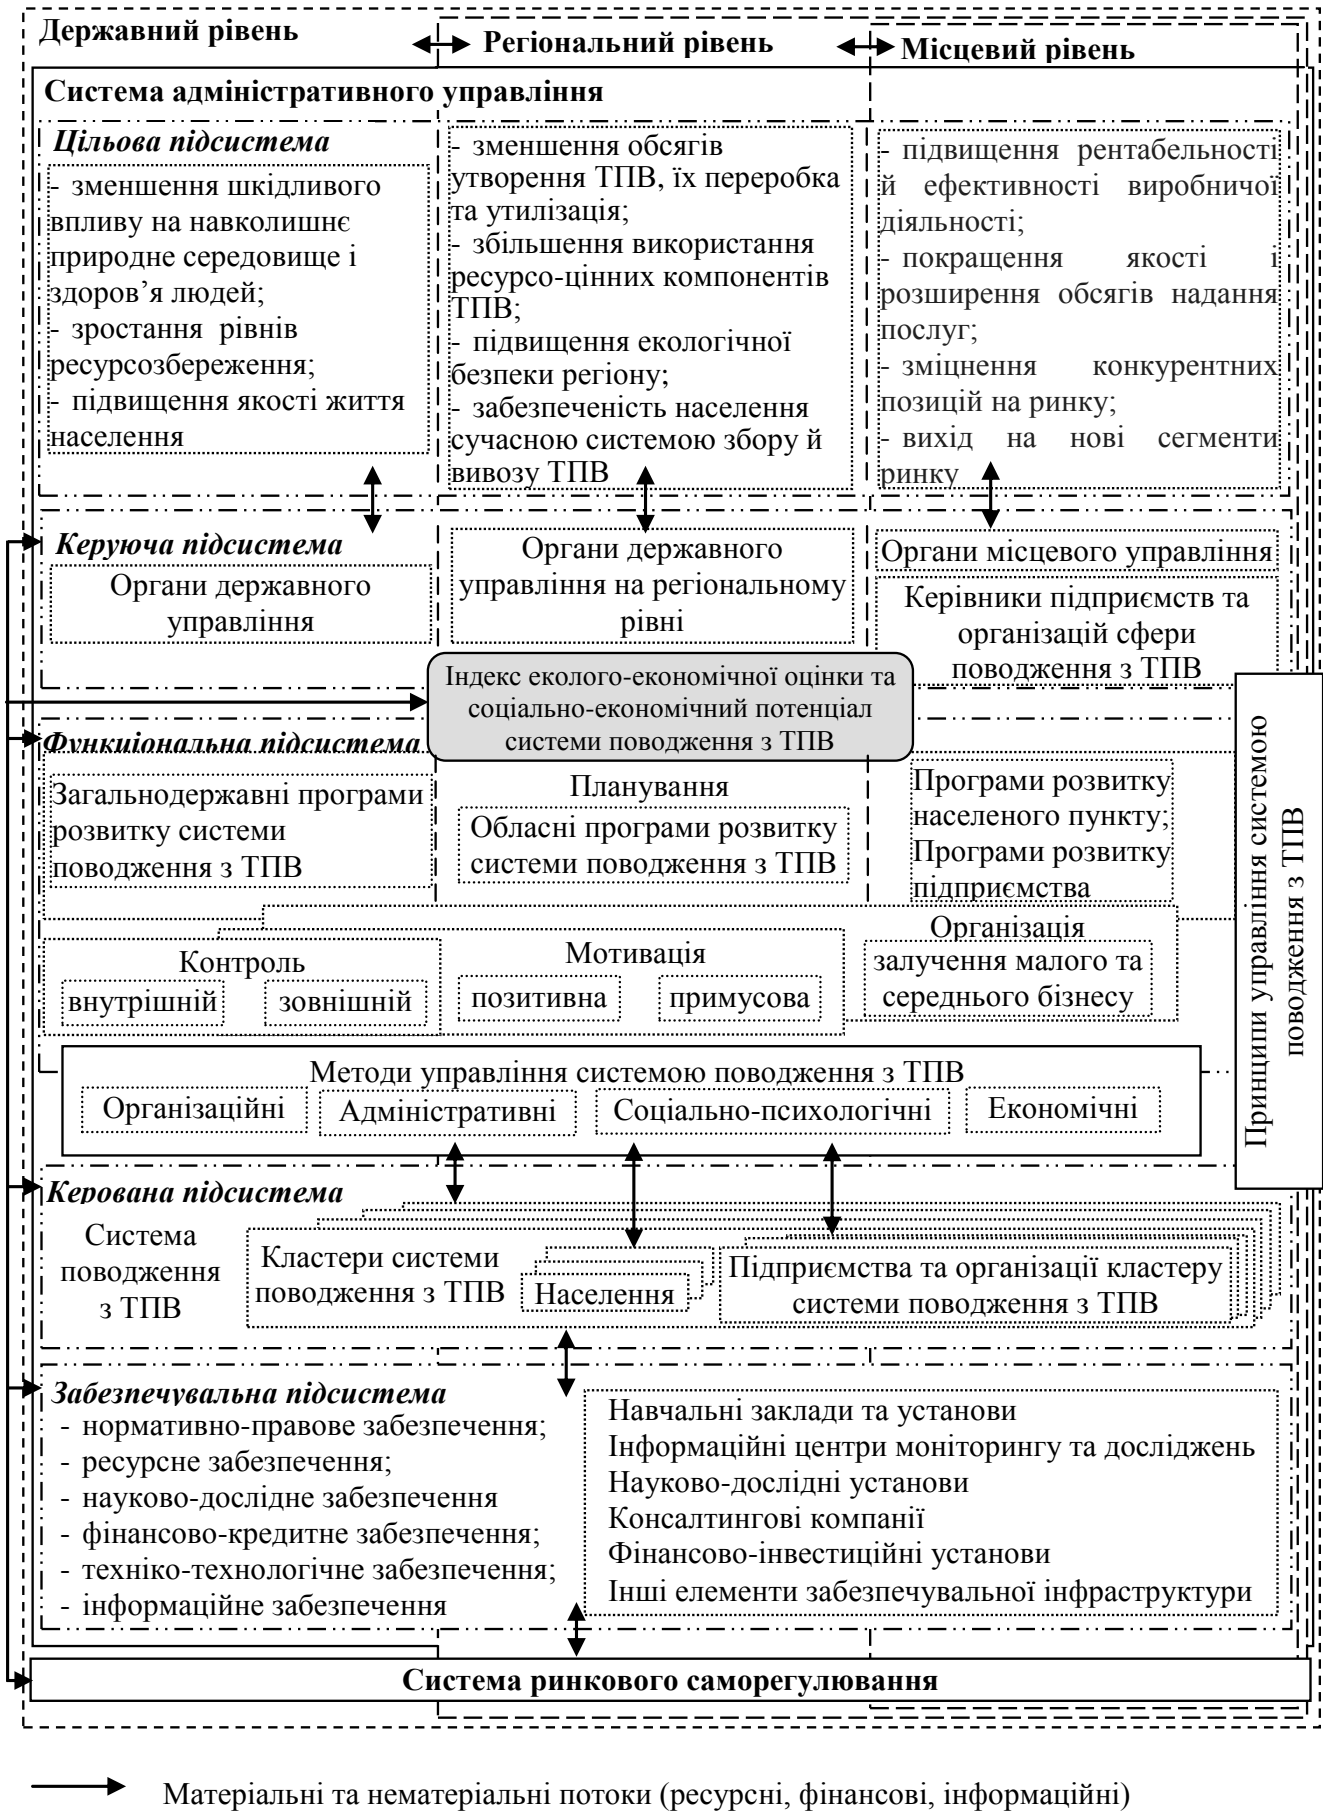 Державний рівень
Регіональний рівень
Місцевий рівень
Система адміністративного управління
Цільова підсистема
- зменшення шкідливого
впливу на навколишнє
природне середовище і
здоров’я людей;
- зростання рівнів
ресурсозбереження;
- підвищення якості життя
населення
- зменшення обсягів
утворення ТПВ, їх переробка
та утилізація;
- збільшення використання
ресурсо-цінних компонентів
ТПВ;
- підвищення екологічної
безпеки регіону;
- забезпеченість населення
сучасною системою збору й
вивозу ТПВ
- підвищення рентабельності
й ефективності виробничої
діяльності;
- покращення якості і
розширення обсягів надання
послуг;
- зміцнення конкурентних
позицій на ринку;
- вихід на нові сегменти
ринку
Керуюча підсистема
Органи державного
управління
Органи державного
управління на регіональному
рівні
Органи місцевого управління
Керівники підприємств та
організацій сфери
поводження з ТПВ
Індекс еколого-економічної оцінки та
соціально-економічний потенціал
системи поводження з ТПВ
Принципи управління системою
поводження з ТПВ
Функціональна підсистема
Загальнодержавні програми
розвитку системи
поводження з ТПВ
Планування
Обласні програми розвитку
системи поводження з ТПВ
Програми розвитку
населеного пункту;
Програми розвитку
підприємства
Контроль
внутрішній
зовнішній
Мотивація
позитивна
примусова
Організація
залучення малого та
середнього бізнесу
Методи управління системою поводження з ТПВ
Організаційні
Адміністративні
Соціально-психологічні
Економічні
Керована підсистема
Система
поводження
з ТПВ
Кластери системи
поводження з ТПВ
Населення
Підприємства та організації кластеру
системи поводження з ТПВ
Забезпечувальна підсистема
- нормативно-правове забезпечення;
- ресурсне забезпечення;
- науково-дослідне забезпечення
- фінансово-кредитне забезпечення;
- техніко-технологічне забезпечення;
- інформаційне забезпечення
Навчальні заклади та установи
Інформаційні центри моніторингу та досліджень
Науково-дослідні установи
Консалтингові компанії
Фінансово-інвестиційні установи
Інші елементи забезпечувальної інфраструктури
Система ринкового саморегулювання
Матеріальні та нематеріальні потоки (ресурсні, фінансові, інформаційні)